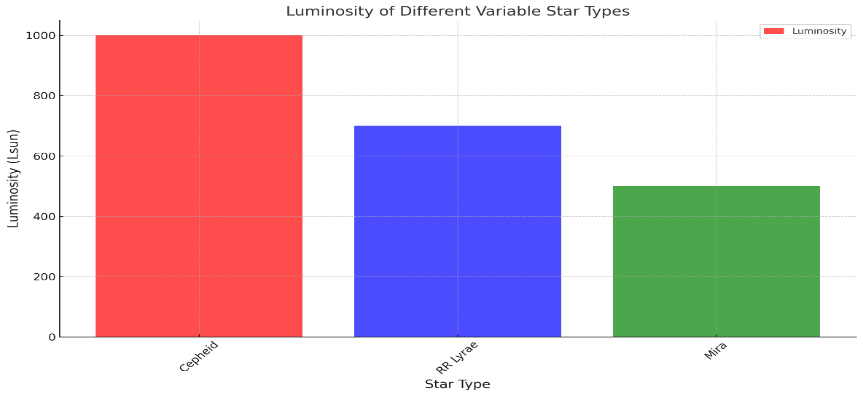 Luminosity of Different Variable Star Types
Luminosity
Luminosity (Lsun)
1000
800
600
400
200
0
Cepheid
RR Lyrae
Mira
Star Type